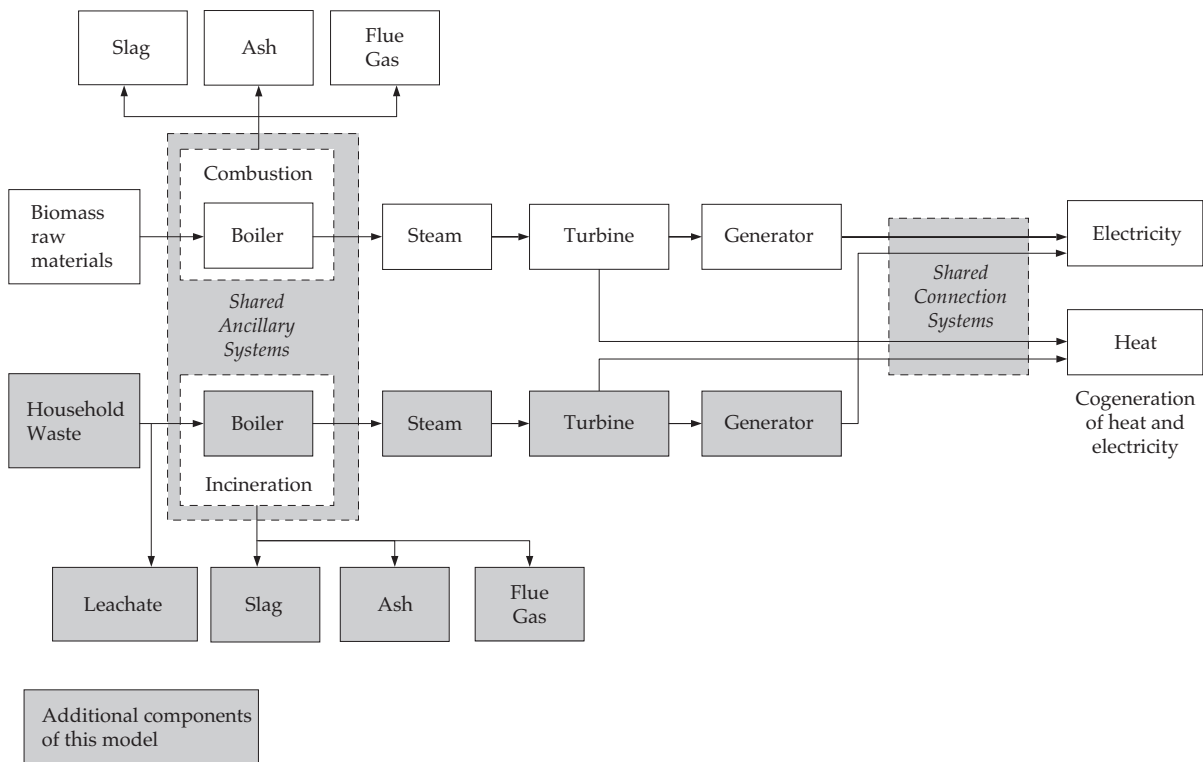 Slag
Ash
Flue
Gas
Combustion
Biomass
raw
materials
Boiler
Steam
Turbine
Generator
Electricity
Shared
Ancillary
Systems
Shared
Connection
Systems
Heat
Household
Waste
Boiler
Steam
Turbine
Generator
Cogeneration
of heat and
electricity
Incineration
Leachate
Slag
Ash
Flue
Gas
Additional components
of this model